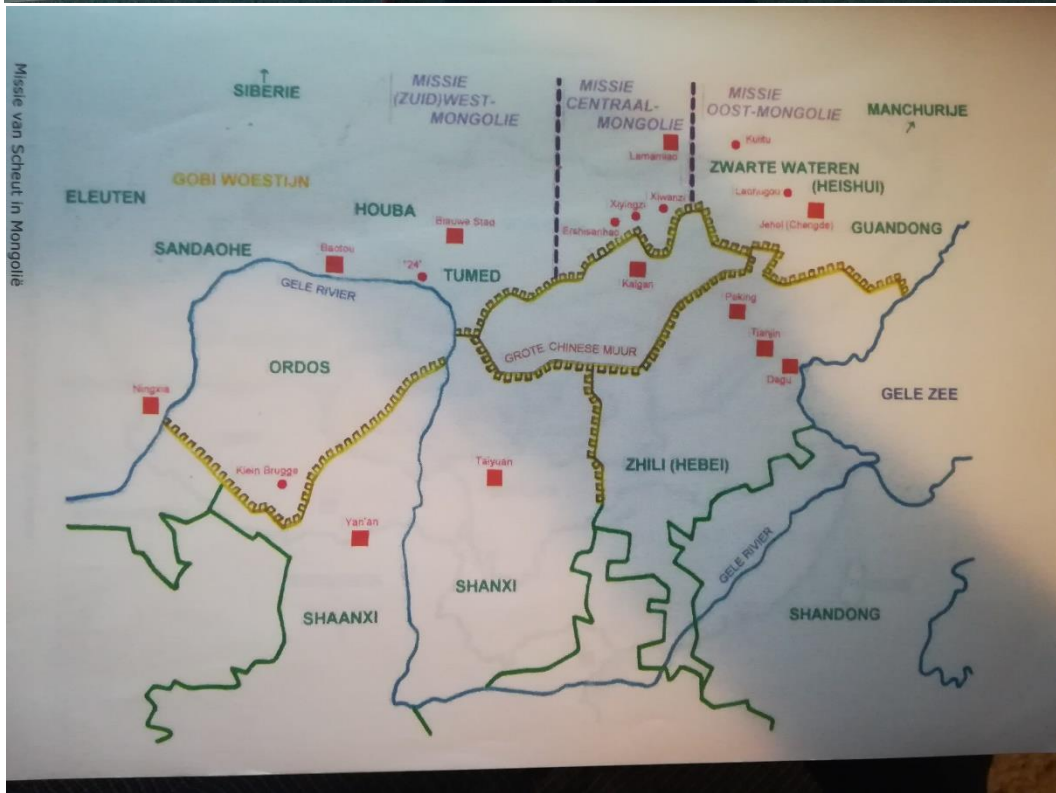 Missie van Scheut in Mongolië
SIBERIE
MISSIE
(ZUID)WEST-
MONGOLIE
MISSIE
CENTRAAL-
MONGOLIE
MISSIE
OOST-MONGOLIE
MANCHURIJE
Kulitu
Lamamiao
ZWARTE WATEREN
(HEISHUI)
GOBI WOESTIJN
ELEUTEN
HOUBA
Laohugou
Xiyingzi
Xiwanzi
Ershisanhao
Jehol (Chengde)
GUANDONG
Blauwe Stad
SANDAOHE
Baotou
"24"
TUMED
GELE RIVIER
Kalgan
Peking
Tianjin
GROTE CHINESE MUUR
Dagu
ORDOS
Ningxia
GELE ZEE
Klein Brugge
Taiyuan
ZHILI (HEBEI)
Yan'an
GELE RIVIER
SHANXI
SHAANXI
SHANDONG